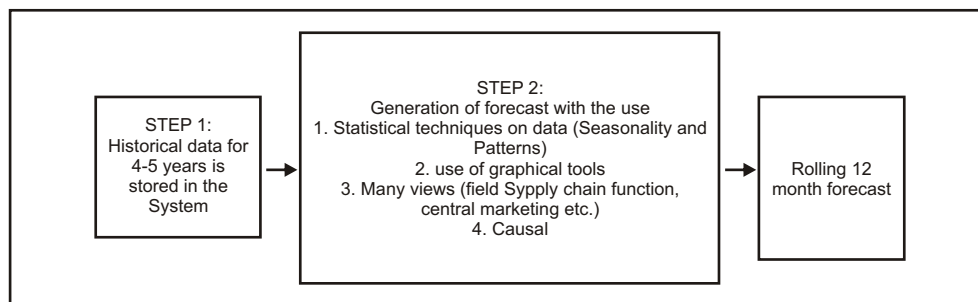 STEP 1:
Historical data for
4-5 years is
stored in the
System
STEP 2:
Generation of forecast with the use
1. Statistical techniques on data (Seasonality and
Patterns)
2. use of graphical tools
3. Many views (field Sypply chain function,
central marketing etc.)
4. Causal
Rolling 12
month forecast